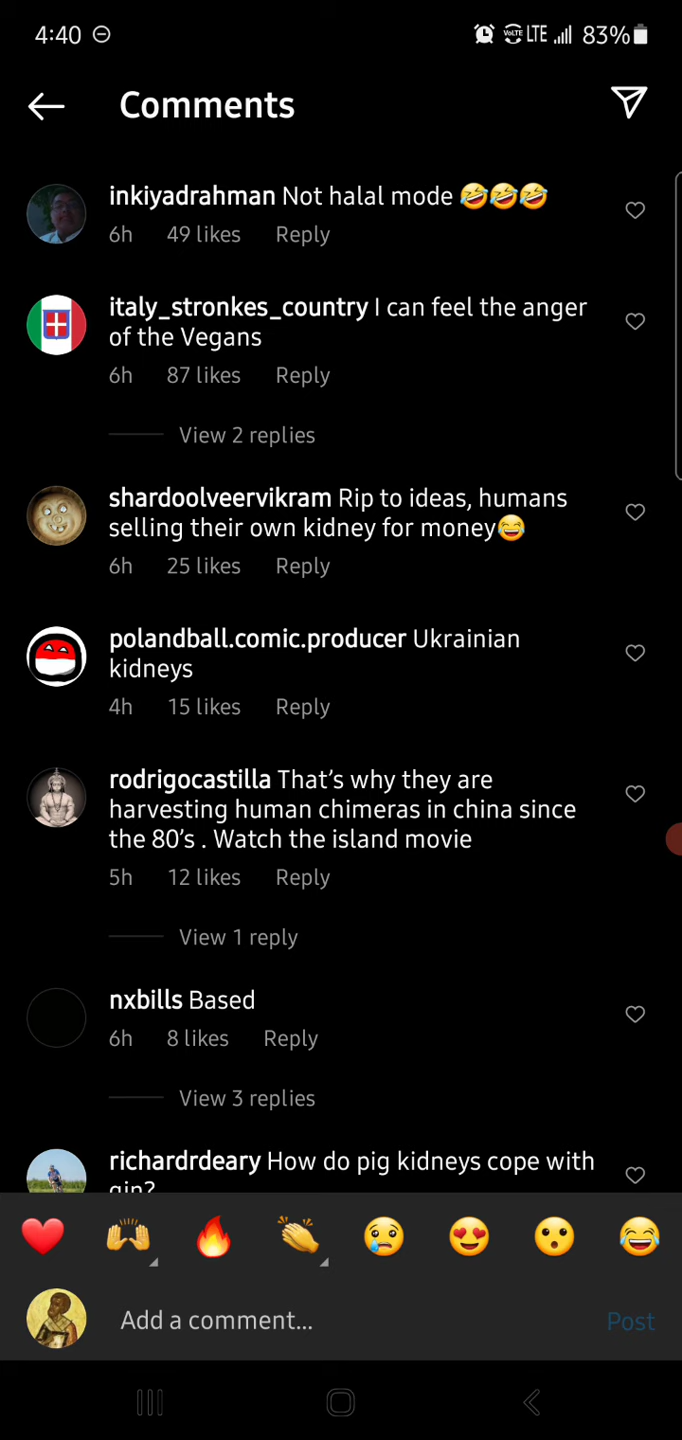 4:40
VoLTE LTE 83%
Comments
inkiyadrahman Not halal mode 🤣🤣🤣
6h 49 likes Reply
italy_stronkes_country I can feel the anger
of the Vegans
6h 87 likes Reply
View 2 replies
shardoolveervikram Rip to ideas, humans
selling their own kidney for money😂
6h 25 likes Reply
polandball.comic.producer Ukrainian
kidneys
4h 15 likes Reply
rodrigocastilla That’s why they are
harvesting human chimeras in china since
the 80’s . Watch the island movie
5h 12 likes Reply
View 1 reply
nxbills Based
6h 8 likes Reply
View 3 replies
richardrdeary How do pig kidneys cope with
gin?
Add a comment... Post